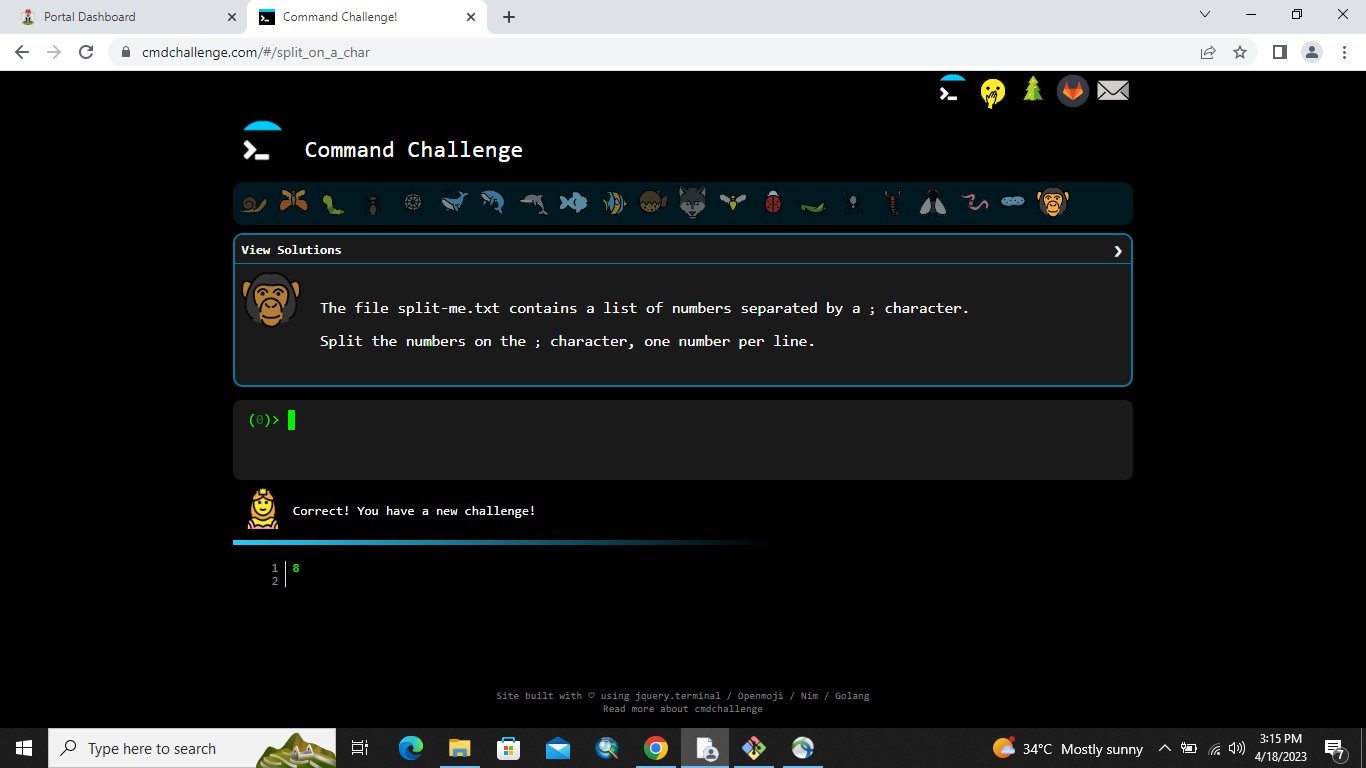 Portal Dashboard
Command Challenge!
cmdchallenge.com/#/split_on_a_char
Command Challenge
View Solutions
The file split-me.txt contains a list of numbers separated by a ; character.
Split the numbers on the ; character, one number per line.
(0)>
Correct! You have a new challenge!
1 8
2
Site built with ♡ using jquery.terminal / Openmoji / Nim / Golang
Read more about cmdchallenge
Type here to search
34°C Mostly sunny
3:15 PM
4/18/2023
7